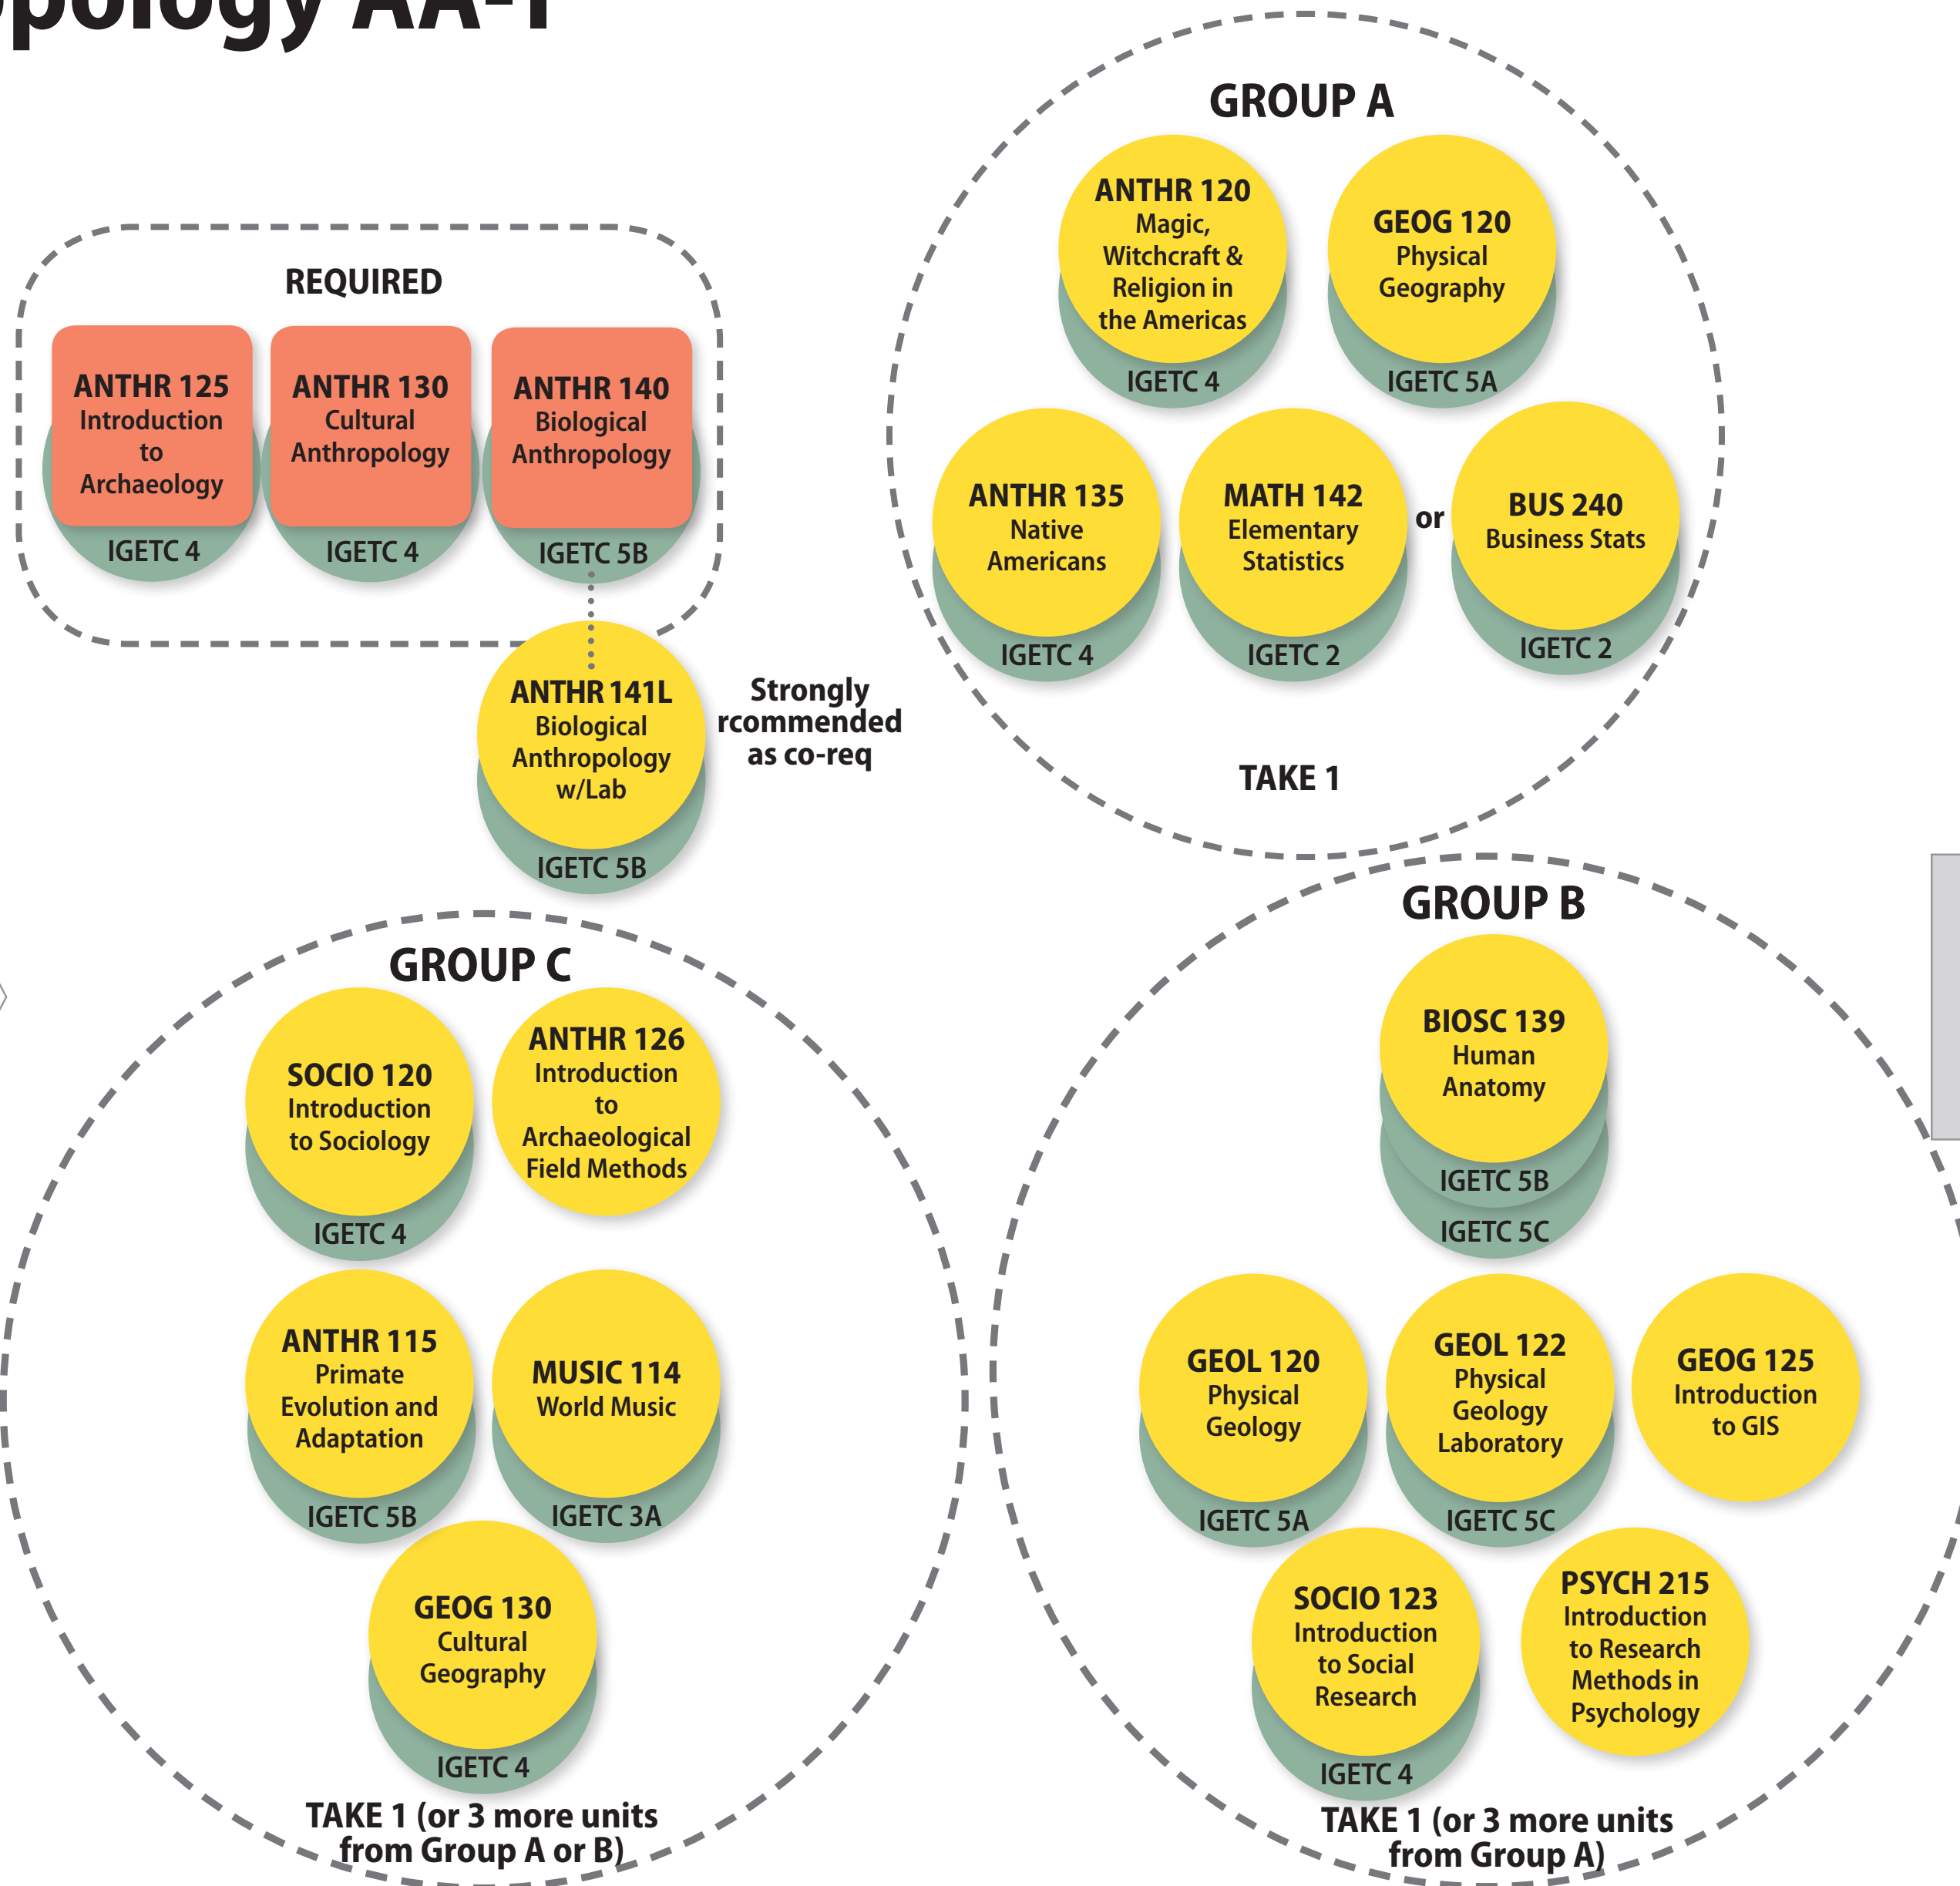 pology AA-T
REQUIRED
ANTHR 125
Introduction
to
Archaeology
IGETC 4
ANTHR 130
Cultural
Anthropology
IGETC 4
ANTHR 140
Biological
Anthropology
IGETC 5B
ANTHR 141L
Biological
Anthropology
w/Lab
IGETC 5B
Strongly
rcommended
as co-req
GROUP A
ANTHR 120
Magic,
Witchcraft &
Religion in
the Americas
IGETC 4
GEOG 120
Physical
Geography
IGETC 5A
ANTHR 135
Native
Americans
IGETC 4
MATH 142
Elementary
Statistics
IGETC 2
or
BUS 240
Business Stats
IGETC 2
TAKE 1
GROUP C
SOCIO 120
Introduction
to Sociology
IGETC 4
ANTHR 126
Introduction
to
Archaeological
Field Methods
ANTHR 115
Primate
Evolution and
Adaptation
IGETC 5B
MUSIC 114
World Music
IGETC 3A
GEOG 130
Cultural
Geography
IGETC 4
TAKE 1 (or 3 more units
from Group A or B)
GROUP B
BIOSC 139
Human
Anatomy
IGETC 5B
IGETC 5C
GEOL 120
Physical
Geology
IGETC 5A
GEOL 122
Physical
Geology
Laboratory
IGETC 5C
GEOG 125
Introduction
to GIS
SOCIO 123
Introduction
to Social
Research
IGETC 4
PSYCH 215
Introduction
to Research
Methods in
Psychology
TAKE 1 (or 3 more units
from Group A)